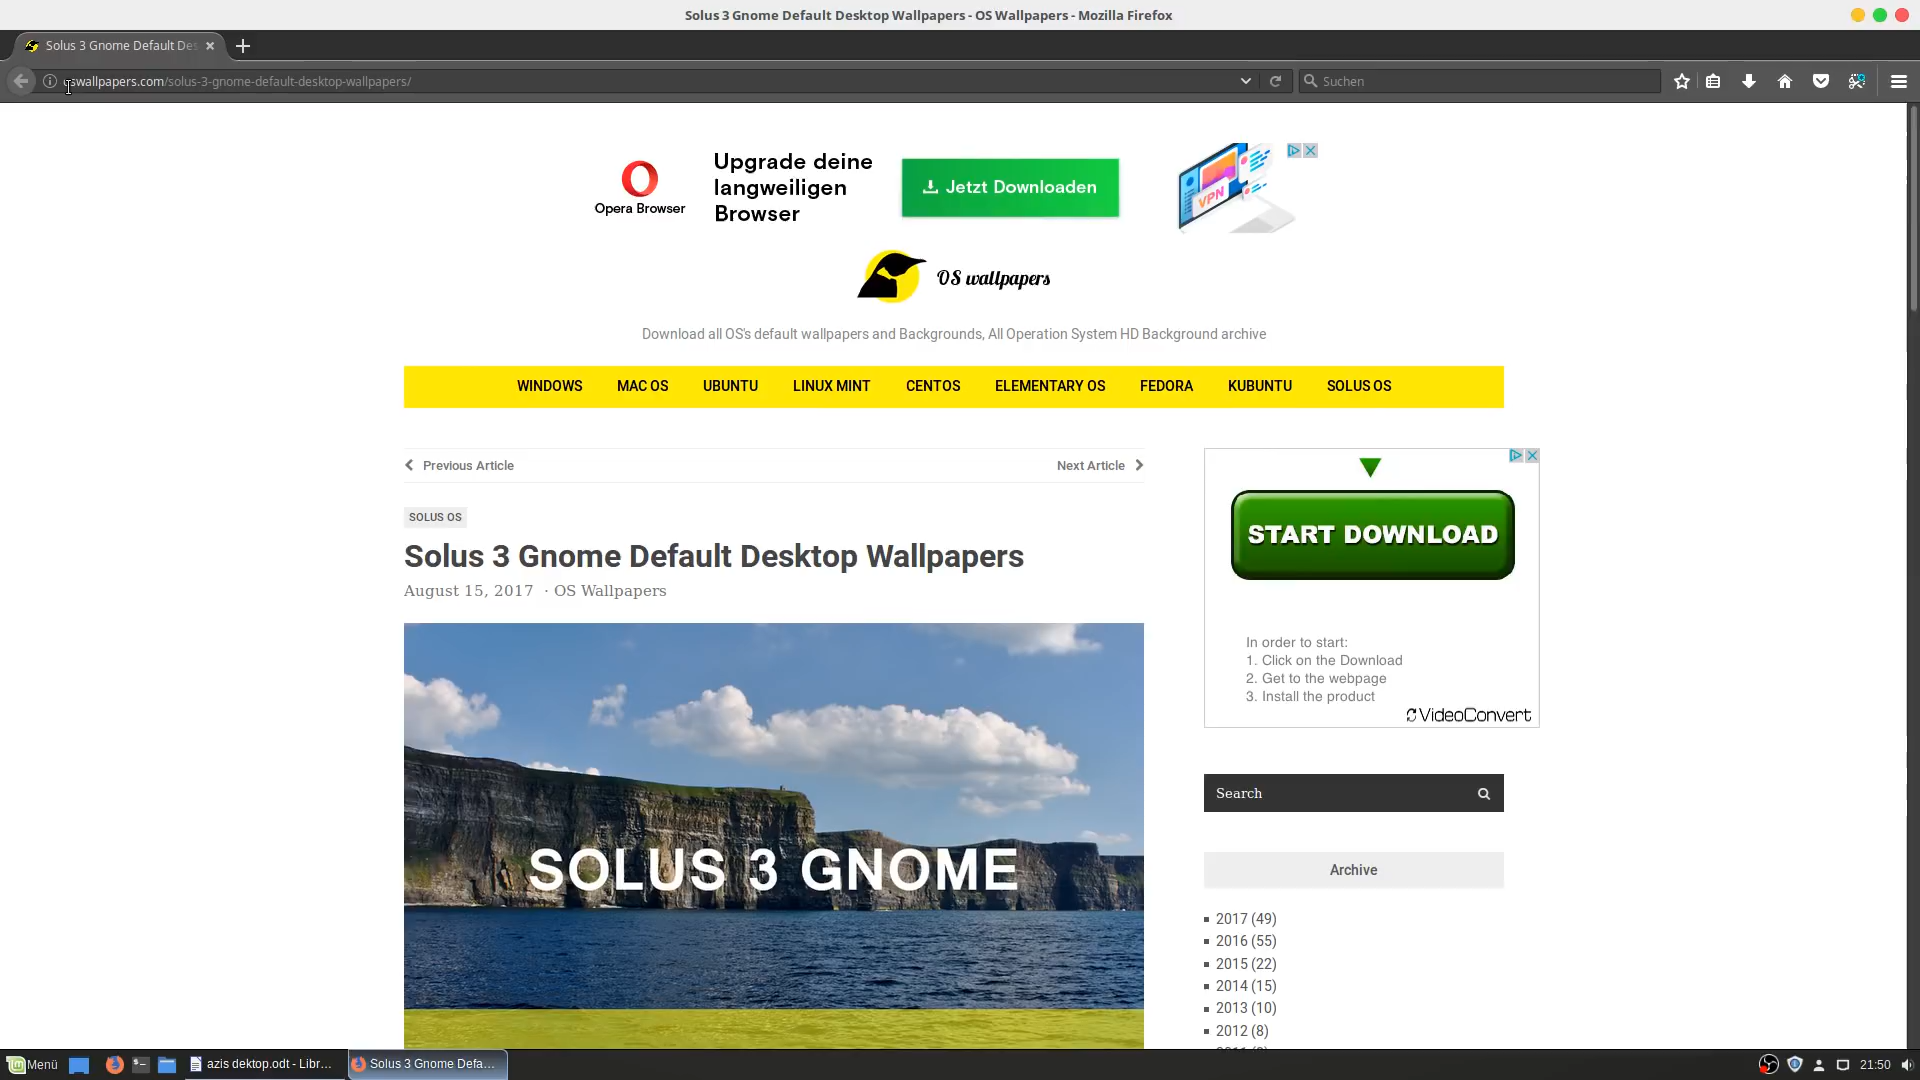 Solus 3 Gnome Default Desktop Wallpapers - OS Wallpapers - Mozilla Firefox
Solus 3 Gnome Default Des
swallpapers.com/solus-3-gnome-default-desktop-wallpapers/
Suchen
Upgrade deine
langweiligen
Browser
Opera Browser
Jetzt Downloaden
VPN
OS wallpapers
Download all OS's default wallpapers and Backgrounds, All Operation System HD Background archive
WINDOWS MAC OS UBUNTU LINUX MINT CENTOS ELEMENTARY OS FEDORA KUBUNTU SOLUS OS
Previous Article
Next Article
SOLUS OS
Solus 3 Gnome Default Desktop Wallpapers
August 15, 2017 · OS Wallpapers
SOLUS 3 GNOME
START DOWNLOAD
In order to start:
1. Click on the Download
2. Get to the webpage
3. Install the product
VideoConvert
Search
Archive
2017 (49)
2016 (55)
2015 (22)
2014 (15)
2013 (10)
2012 (8)
Menü
azis dektop.odt - Libr...
Solus 3 Gnome Defa...
21:50